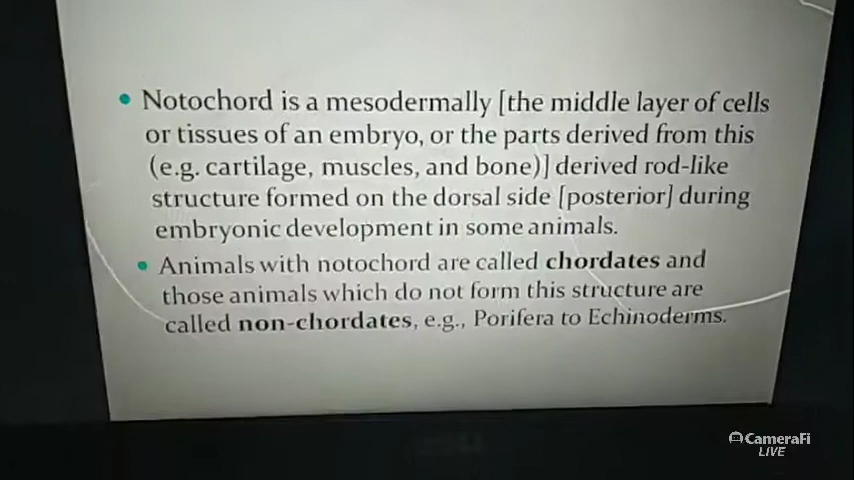 • Notochord is a mesodermally [the middle layer of cells
or tissues of an embryo, or the parts derived from this
(e.g. cartilage, muscles, and bone)] derived rod-like
structure formed on the dorsal side [posterior] during
embryonic development in some animals.
• Animals with notochord are called chordates and
those animals which do not form this structure are
called non-chordates, e.g., Porifera to Echinoderms.
CameraFi
LIVE